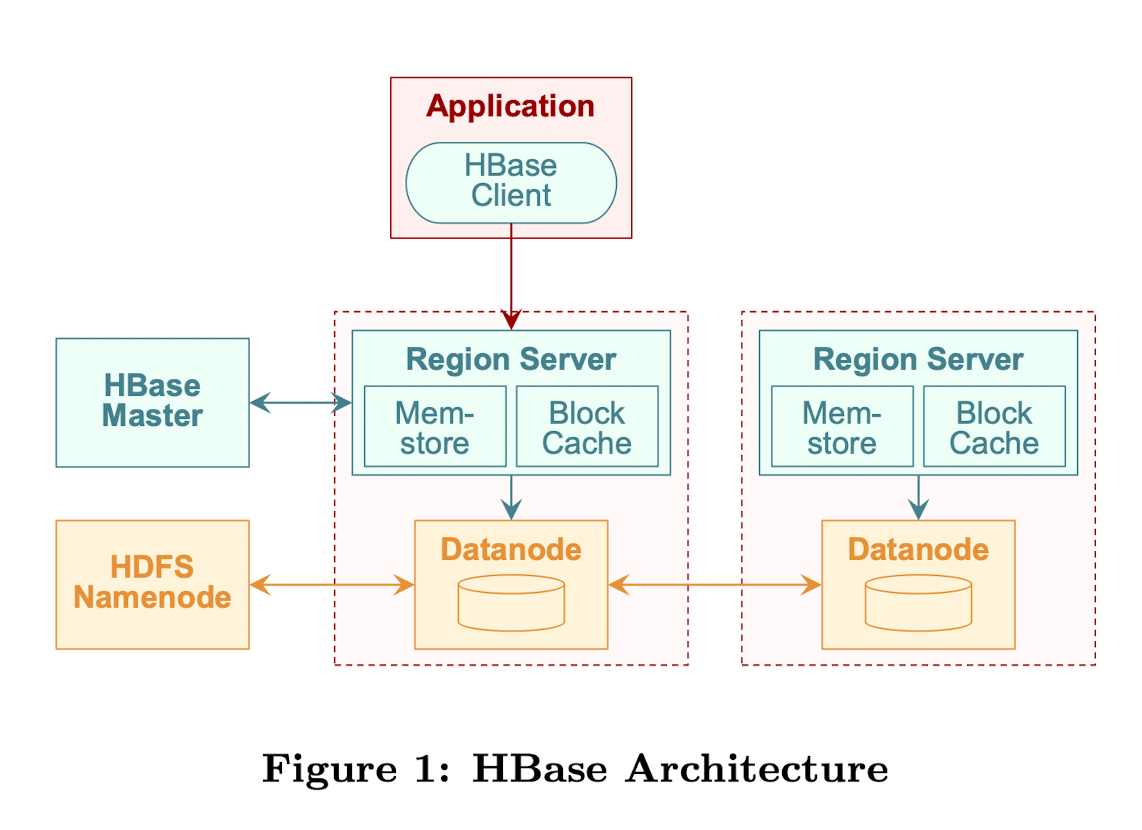 Application
HBase
Client
HBase
Master
Region Server
Mem-
store
Block
Cache
Region Server
Mem-
store
Block
Cache
HDFS
Namenode
Datanode
Datanode
Figure 1: HBase Architecture